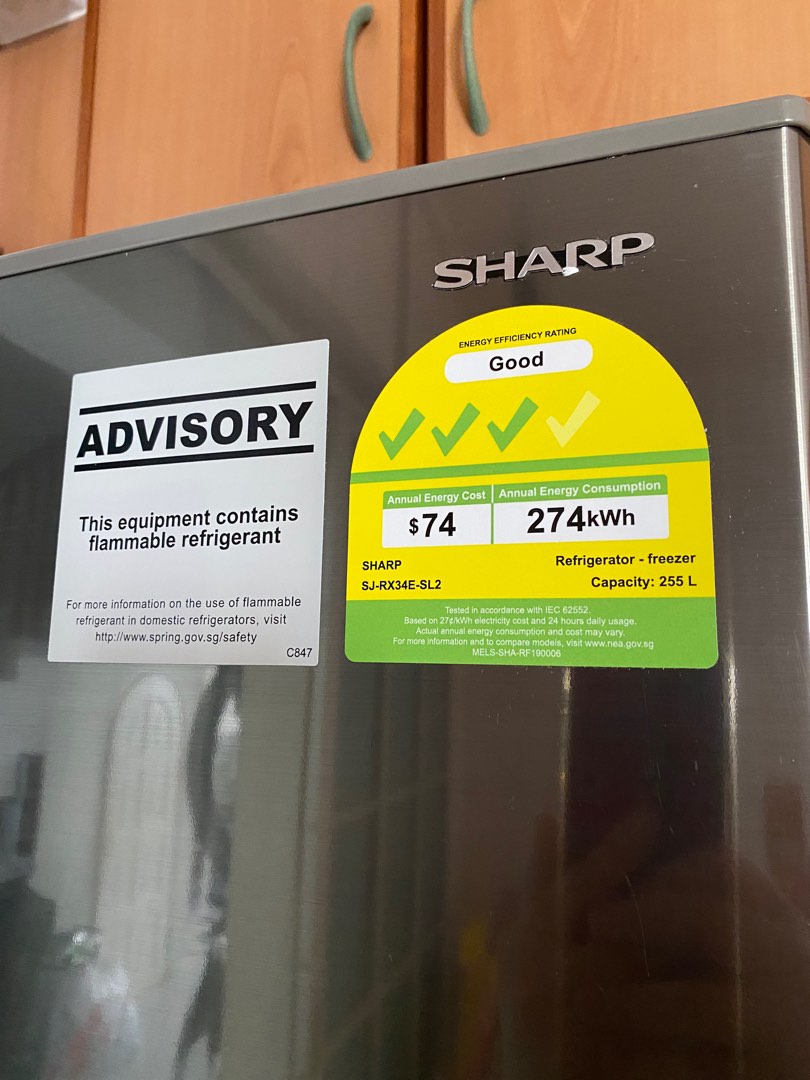 SHARP
ADVISORY
This equipment contains
flammable refrigerant
For more information on the use of flammable
refrigerant in domestic refrigerators, visit
http://www.spring.gov.sg/safety
C847
ENERGY EFFICIENCY RATING
Good
Annual Energy Cost
$74
Annual Energy Consumption
274kWh
SHARP
SJ-RX34E-SL2
Refrigerator - freezer
Capacity: 255 L
Tested in accordance with IEC 62552.
Based on 27¢/kWh electricity cost and 24 hours daily usage.
Actual annual energy consumption and cost may vary.
For more information and to compare models, visit www.nea.gov.sg
MELS-SHA-RF190006